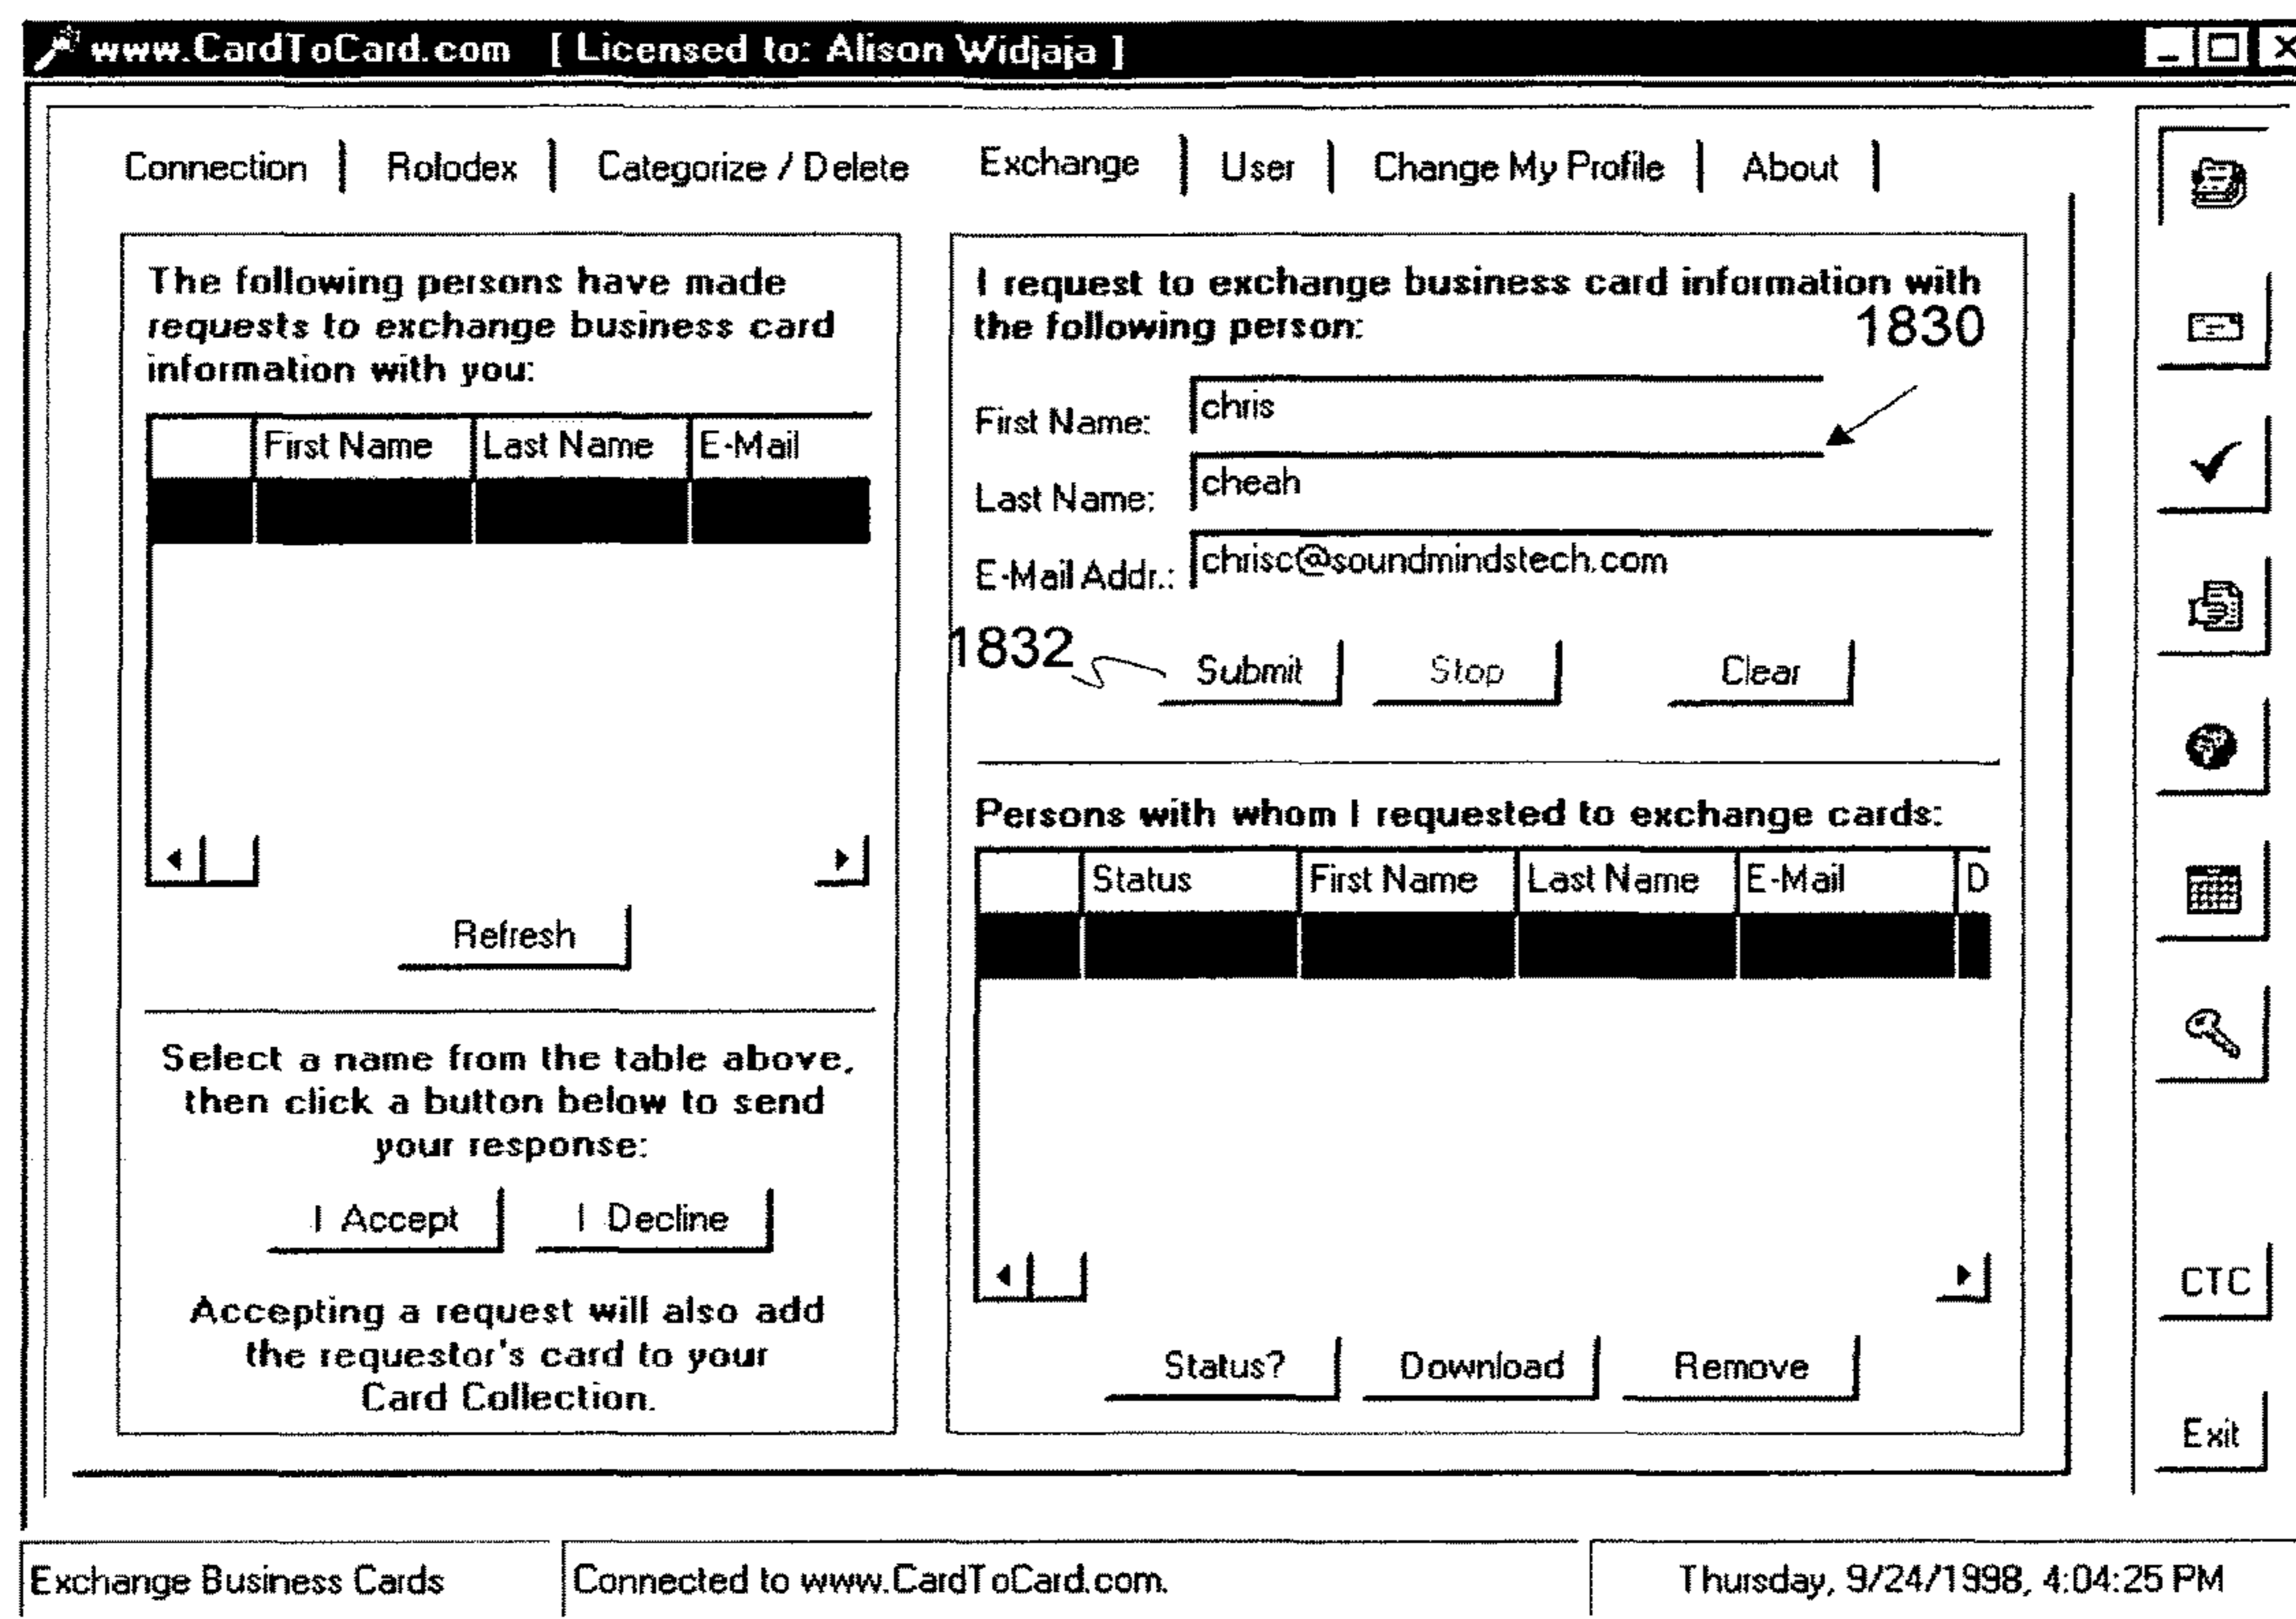 www.CardToCard.com [ Licensed to: Alison Widjaja ]
Connection Rolodex Categorize / Delete Exchange User Change My Profile About
The following persons have made
requests to exchange business card
information with you:
First Name Last Name E-Mail
Refresh
Select a name from the table above,
then click a button below to send
your response:
I Accept I Decline
Accepting a request will also add
the requestor's card to your
Card Collection.
I request to exchange business card information with
the following person:
1830
First Name: chris
Last Name: cheah
E-Mail Addr.: chrisc@soundmindstech.com
1832
Submit Stop Clear
Persons with whom I requested to exchange cards:
Status First Name Last Name E-Mail D
Status? Download Remove
CTC
Exit
Exchange Business Cards Connected to www.CardToCard.com. Thursday, 9/24/1998, 4:04:25 PM